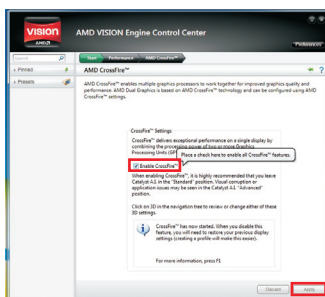 VISION
AMD
AMD VISION Engine Control Center
Preferences
Search
Start
Performance
AMD CrossFire™
Pinned
Presets
AMD CrossFire™
AMD CrossFire™ enables multiple graphics processors to work together for improved graphics quality and
performance. AMD Dual Graphics is based on AMD CrossFire™ technology and can be configured using AMD
CrossFire™ settings.
CrossFire™ Settings
CrossFire™ delivers exceptional performance on a single display by
combining the processing power of two or more Graphics
Processing Units (GP
Place a check here to enable all CrossFire™ features.
Enable CrossFire™
When enabling CrossFire™, it is highly recommended that you leave
Catalyst A.I. in the "Standard" position. Visual corruption or
application issues may be seen in the Catalyst A.I. "Advanced"
position.
Click on 3D in the navigation tree to review or change either of these
3D settings.
CrossFire™ has now started. When you disable this
feature, you will need to restore your previous display
settings (creating a profile will make this easier).
For more information, press F1
Discard
Apply